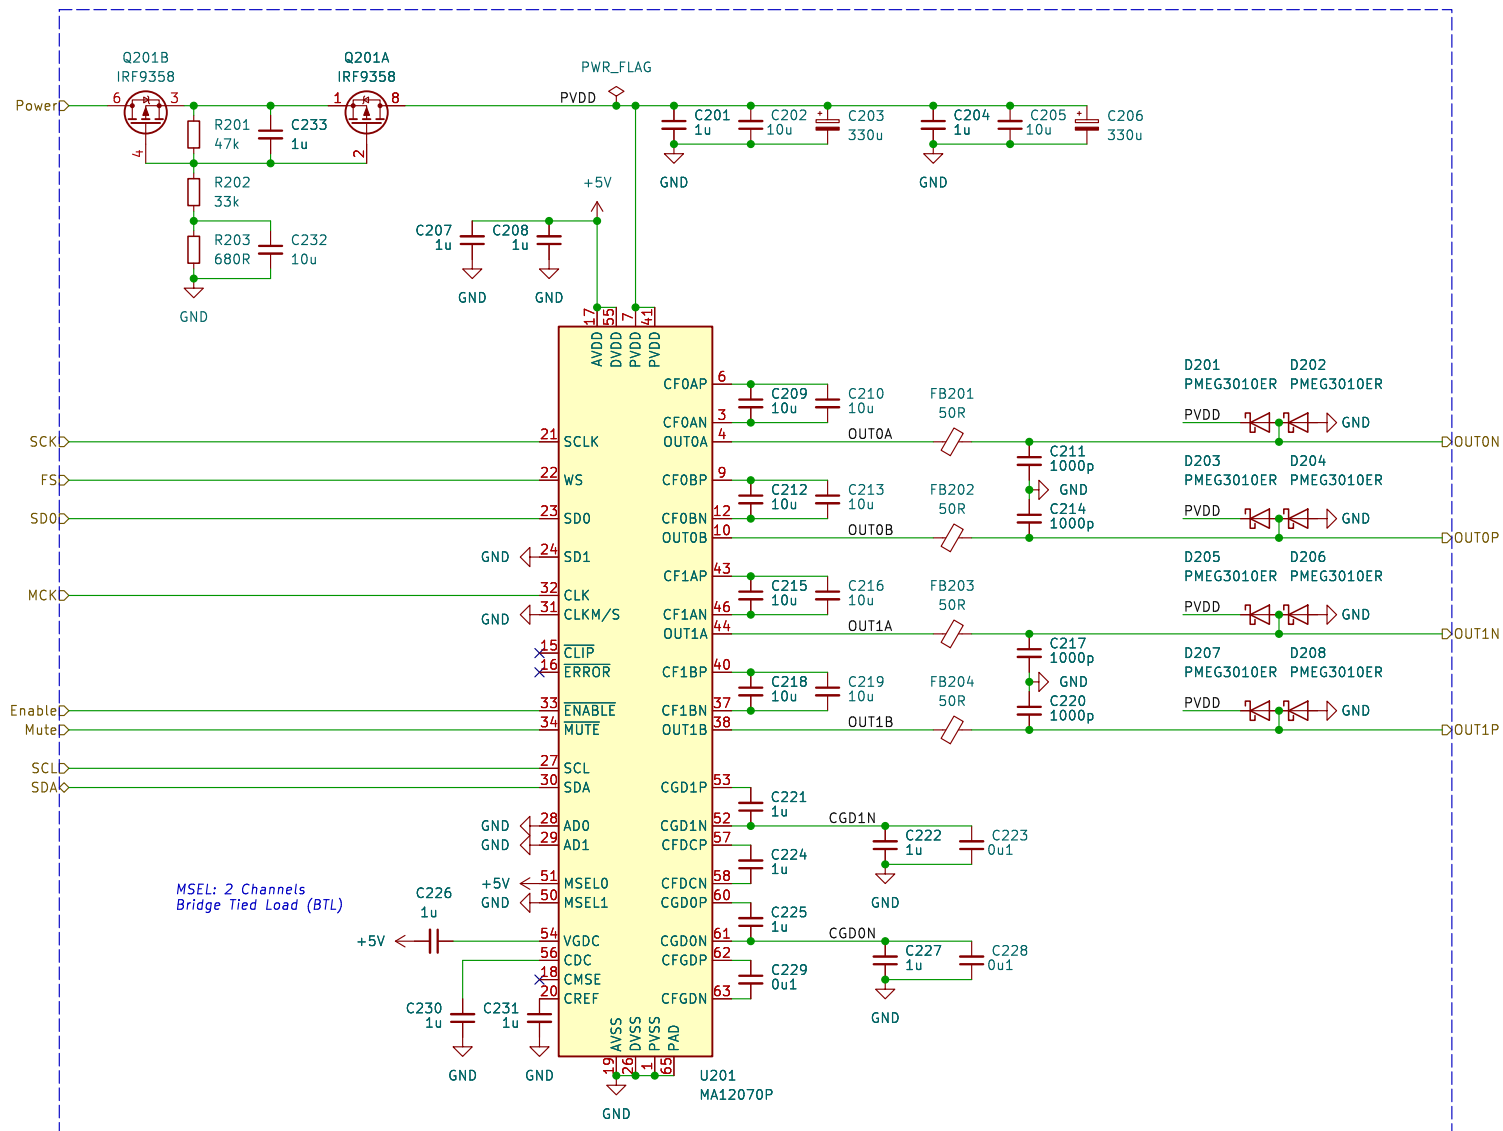 Q201B
IRF9358
Q201A
IRF9358
PWR_FLAG
Power
6
3
1
8
PVDD
4
2
R201
47k
C233
1u
R202
33k
R203
680R
C232
10u
GND
C201
1u
C202
10u
C203
330u
C204
1u
C205
10u
C206
330u
GND
GND
+5V
C207
1u
C208
1u
GND
GND
17
55
7
41
AVDD
DVDD
PVDD
PVDD
SCK
21
SCLK
FS
22
WS
SD0
23
SD0
GND
24
SD1
MCK
32
CLK
GND
31
CLKM/S
15
CLIP
16
ERROR
Enable
33
ENABLE
Mute
34
MUTE
SCL
27
SCL
SDA
30
SDA
GND
28
AD0
GND
29
AD1
+5V
51
MSEL0
GND
50
MSEL1
MSEL: 2 Channels
Bridge Tied Load (BTL)
C226
1u
+5V
54
VGDC
56
CDC
18
CMSE
20
CREF
C230
1u
C231
1u
GND
GND
CF0AP
6
CF0AN
3
OUT0A
4
C209
10u
C210
10u
OUT0A
FB201
50R
CF0BP
9
CF0BN
12
OUT0B
10
C212
10u
C213
10u
OUT0B
FB202
50R
CF1AP
43
CF1AN
46
OUT1A
44
C215
10u
C216
10u
OUT1A
FB203
50R
CF1BP
40
CF1BN
37
OUT1B
38
C218
10u
C219
10u
OUT1B
FB204
50R
C211
1000p
GND
C214
1000p
C217
1000p
GND
C220
1000p
D201
PMEG3010ER
D202
PMEG3010ER
PVDD
GND
OUT0N
D203
PMEG3010ER
D204
PMEG3010ER
PVDD
GND
OUT0P
D205
PMEG3010ER
D206
PMEG3010ER
PVDD
GND
OUT1N
D207
PMEG3010ER
D208
PMEG3010ER
PVDD
GND
OUT1P
CGD1P
53
C221
1u
CGD1N
52
CGD1N
C222
1u
C223
0u1
GND
CFDCP
57
C224
1u
CFDCN
58
CGD0P
60
C225
1u
CGD0N
61
CGD0N
C227
1u
C228
0u1
GND
CFGDP
62
C229
0u1
CFGDN
63
AVSS
DVSS
PVSS
PAD
19
26
1
65
GND
U201
MA12070P